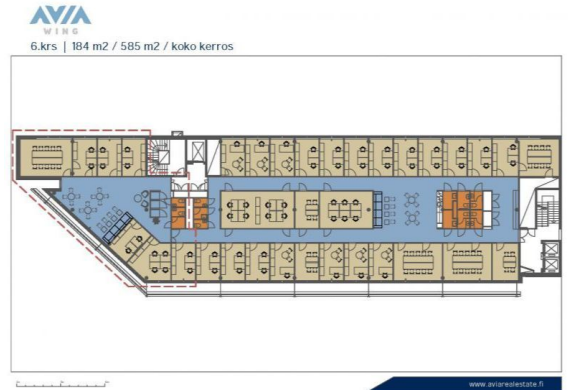 AVIA
WING
6.krs | 184 m2 / 585 m2 / koko kerros
www.aviarealestate.fi